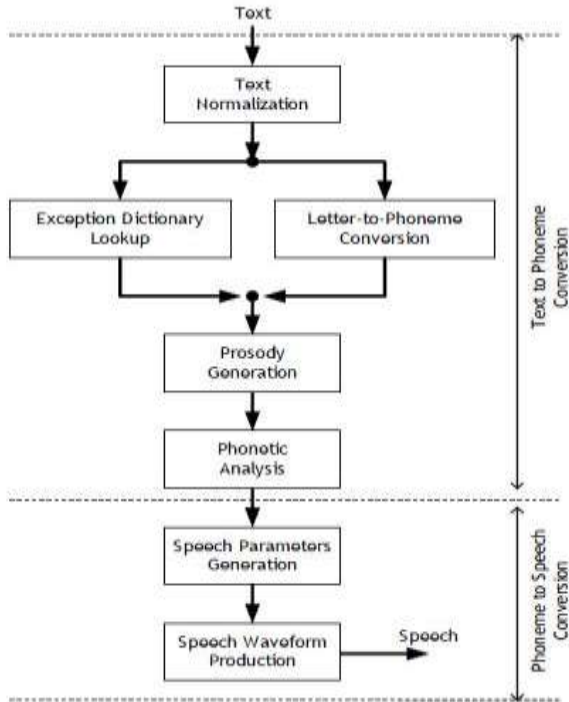 Text
Text
Normalization
Exception Dictionary
Lookup
Letter-to-Phoneme
Conversion
Prosody
Generation
Phonetic
Analysis
Text to Phoneme
Conversion
Speech Parameters
Generation
Speech Waveform
Production
Speech
Phoneme to Speech
Conversion